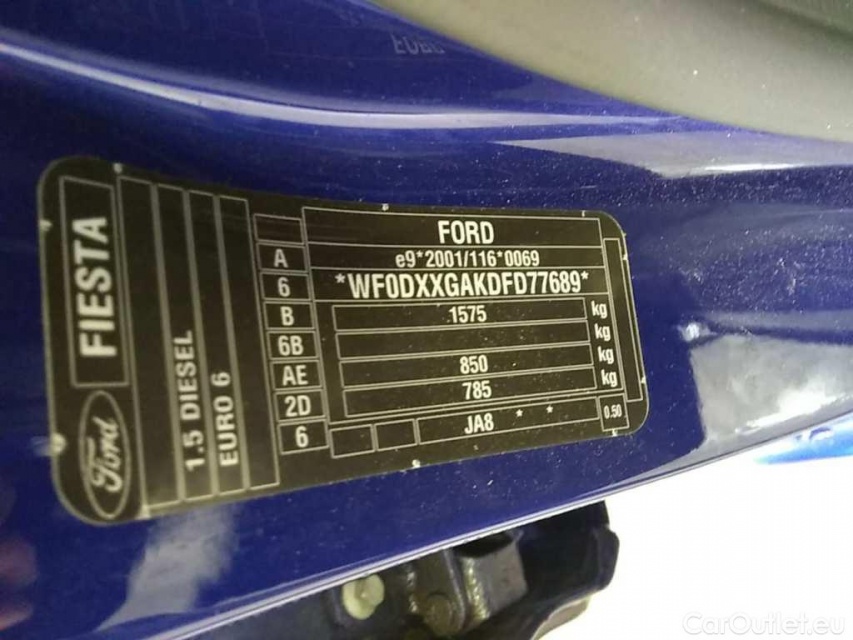 FORD
e9*2001/116*0069
*WF0DXXGAKDFD77689*
1575 kg
kg
850 kg
785 kg
JA8 * * 0.50
A
6
B
6B
AE
2D
6
FIESTA
1.5 DIESEL
EURO 6
Ford
CarOutlet.eu